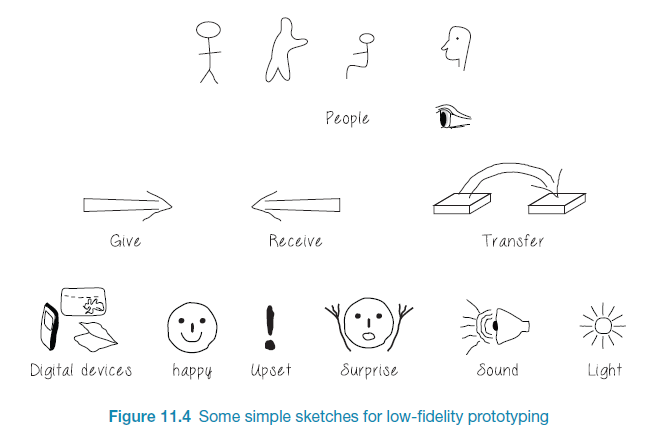 People
Give Receive Transfer
Digital devices happy Upset Surprise Sound Light
Figure 11.4 Some simple sketches for low-fidelity prototyping